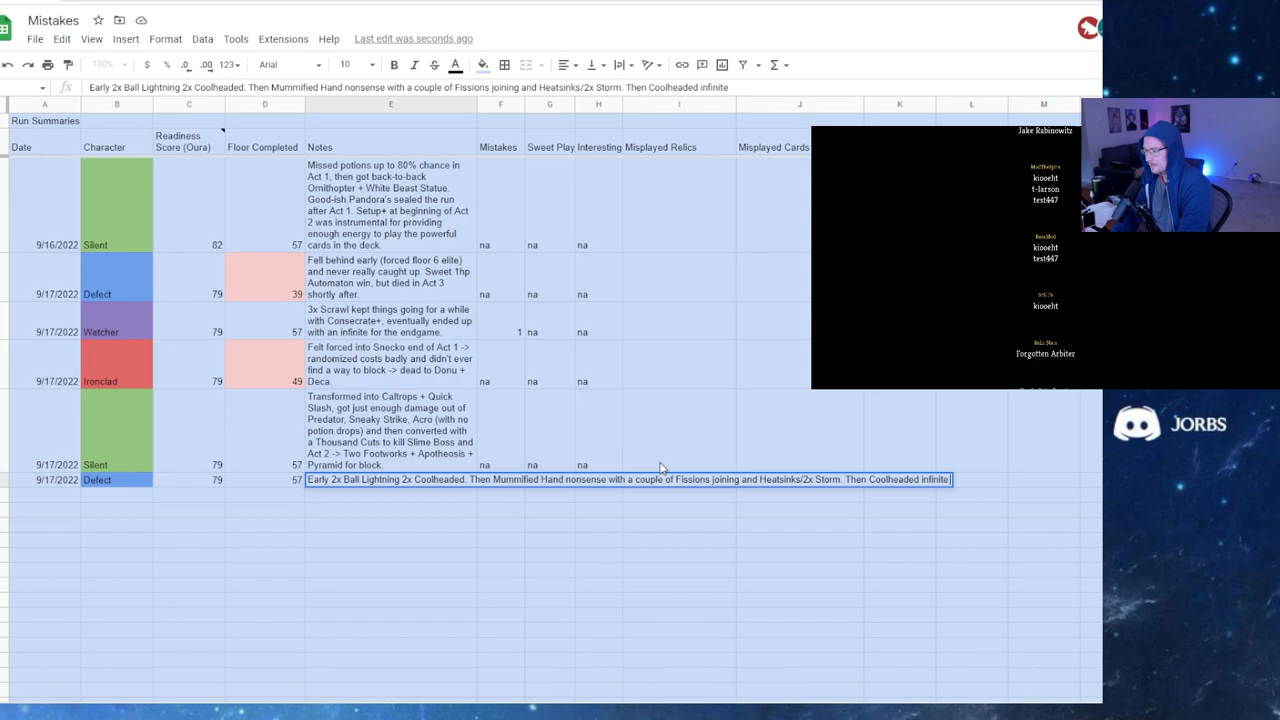 Mistakes
File Edit View Insert Format Data Tools Extensions Help Last edit was seconds ago
100% $ % .0 .00 123 Arial 10 B I S A
fx Early 2x Ball Lightning 2x Coolheaded. Then Mummified Hand nonsense with a couple of Fissions joining and Heatsinks/2x Storm. Then Coolheaded infinite
A B C D E F G H I J K L M
Run Summaries
Date Character Readiness Score (Oura) Floor Completed Notes Mistakes Sweet Play Interesting Misplayed Relics Misplayed Cards
Missed potions up to 80% chance in
Act 1, then got back-to-back
Ornithopter + White Beast Statue.
Good-ish Pandora's sealed the run
after Act 1. Setup+ at beginning of Act
2 was instrumental for providing
enough energy to play the powerful
9/16/2022 Silent 82 57 cards in the deck. na na na
Fell behind early (forced floor 6 elite)
and never really caught up. Sweet 1hp
Automaton win, but died in Act 3
9/17/2022 Defect 79 39 shortly after. na na na
3x Scrawl kept things going for a while
with Consecrate+, eventually ended up
9/17/2022 Watcher 79 57 with an infinite for the endgame. 1 na na
Felt forced into Snecko end of Act 1 ->
randomized costs badly and didn't ever
find a way to block -> dead to Donu +
9/17/2022 Ironclad 79 49 Deca. na na na
Transformed into Caltrops + Quick
Slash, got just enough damage out of
Predator, Sneaky Strike, Acro (with no
potion drops) and then converted with
a Thousand Cuts to kill Slime Boss and
Act 2 -> Two Footworks + Apotheosis +
9/17/2022 Silent 79 57 Pyramid for block. na na na
9/17/2022 Defect 79 57 Early 2x Ball Lightning 2x Coolheaded. Then Mummified Hand nonsense with a couple of Fissions joining and Heatsinks/2x Storm. Then Coolheaded infinite
Jake Rabinowitz
ModTheSpire
kiooeht
t-larson
test447
BaseMod
kiooeht
test447
kiooeht
Forgotten Arbiter
JORBS